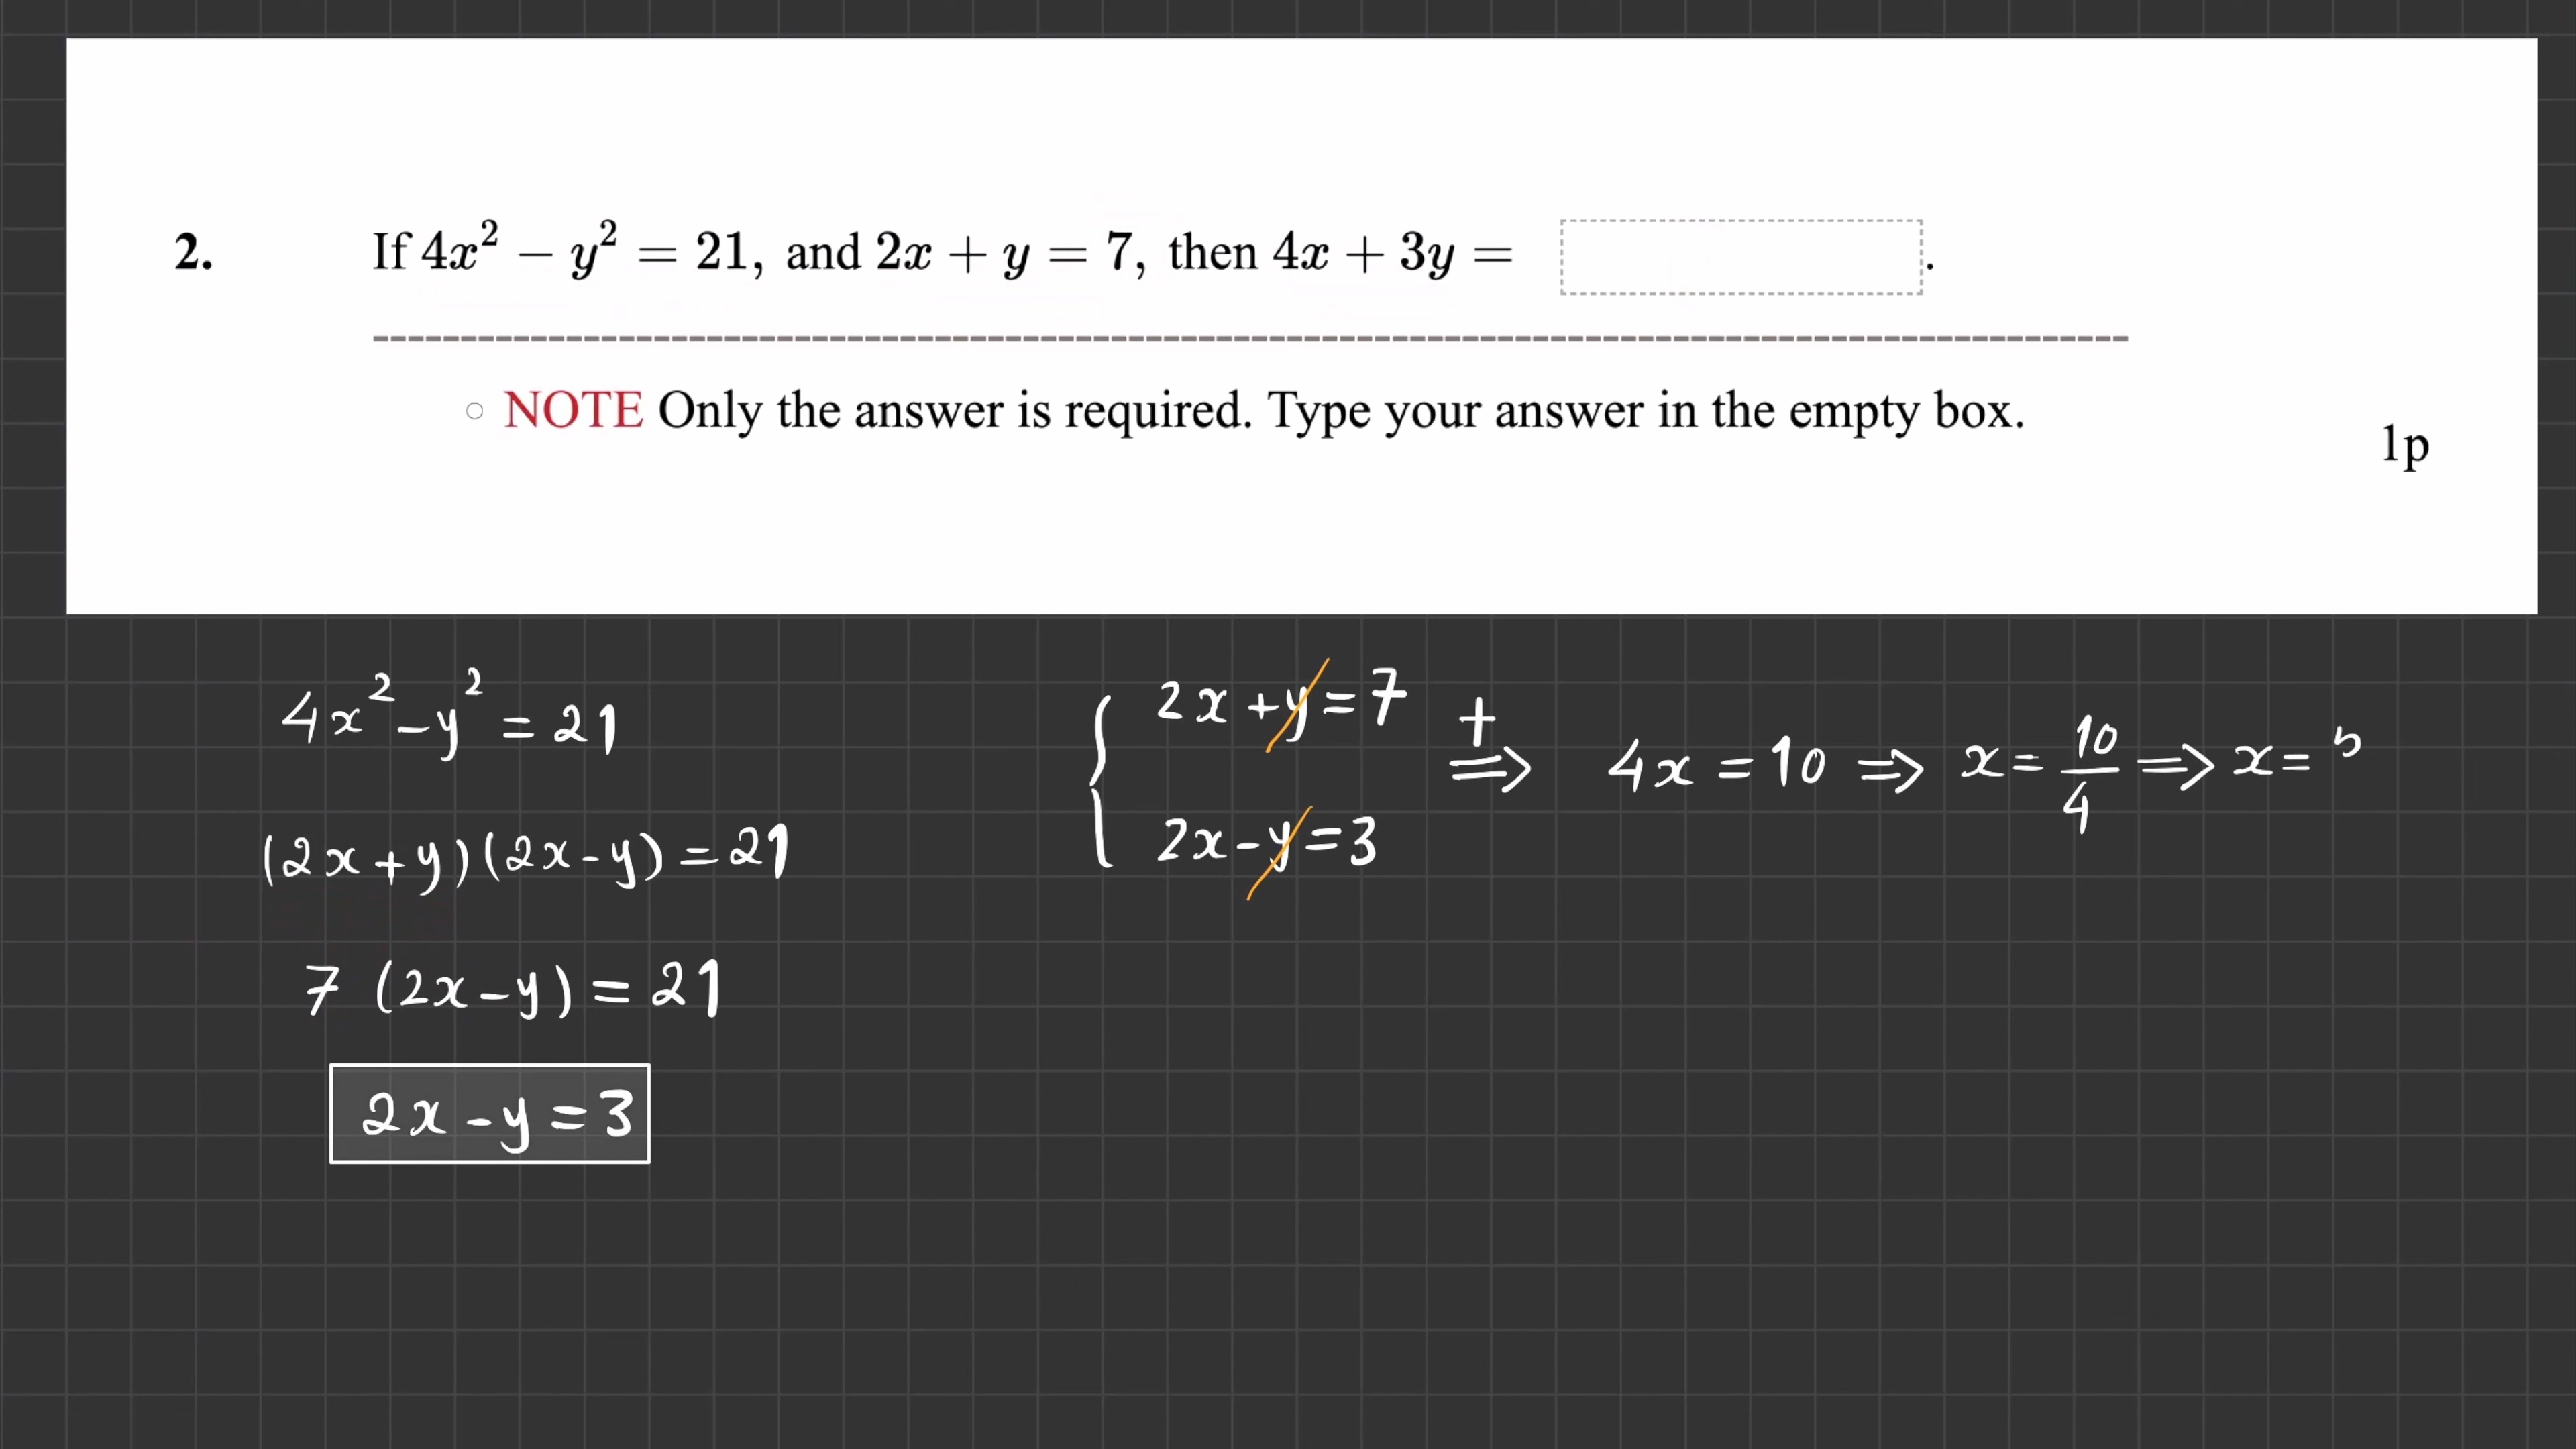 2. If 4x² − y² = 21, and 2x + y = 7, then 4x + 3y = .
NOTE Only the answer is required. Type your answer in the empty box.
1p
4x² - y² = 21
(2x + y)(2x - y) = 21
7 (2x - y) = 21
2x - y = 3
2x + y = 7
2x - y = 3
+ ⇒ 4x = 10 ⇒ x = 10/4 ⇒ x =